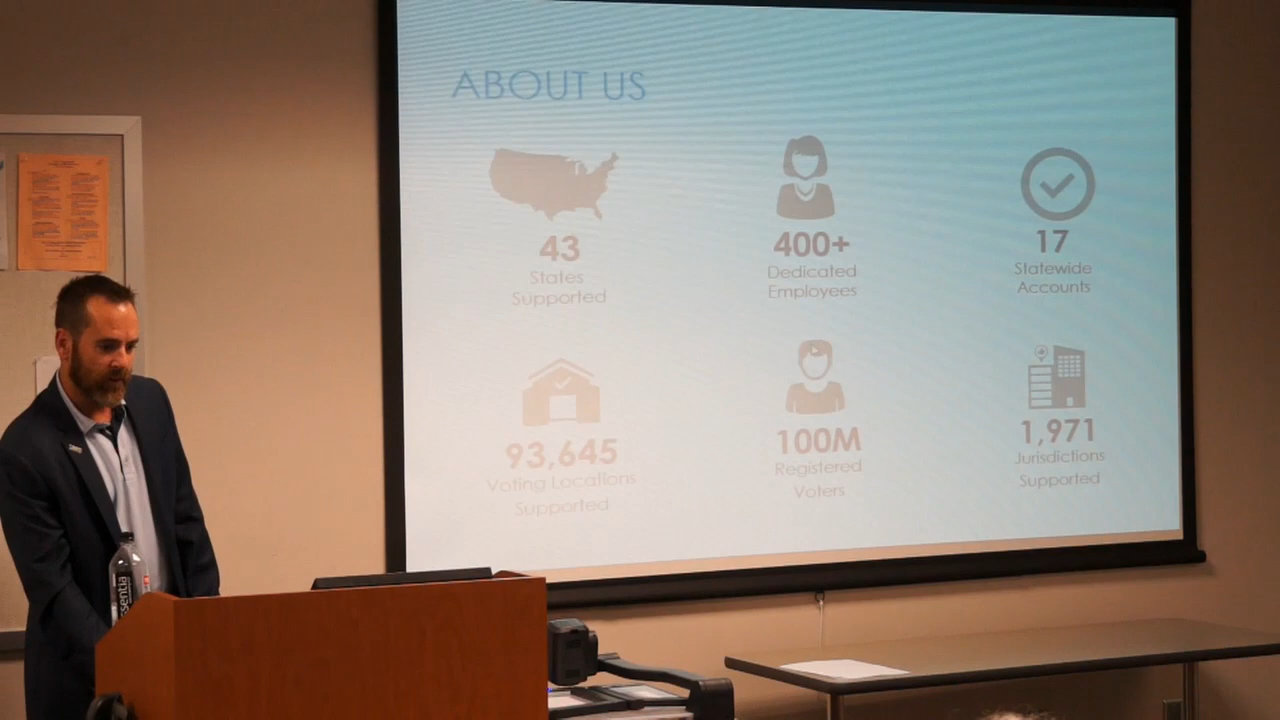 ABOUT US
43
States
Supported
400+
Dedicated
Employees
17
Statewide
Accounts
93,645
Voting Locations
Supported
100M
Registered
Voters
1,971
Jurisdictions
Supported
ssentia